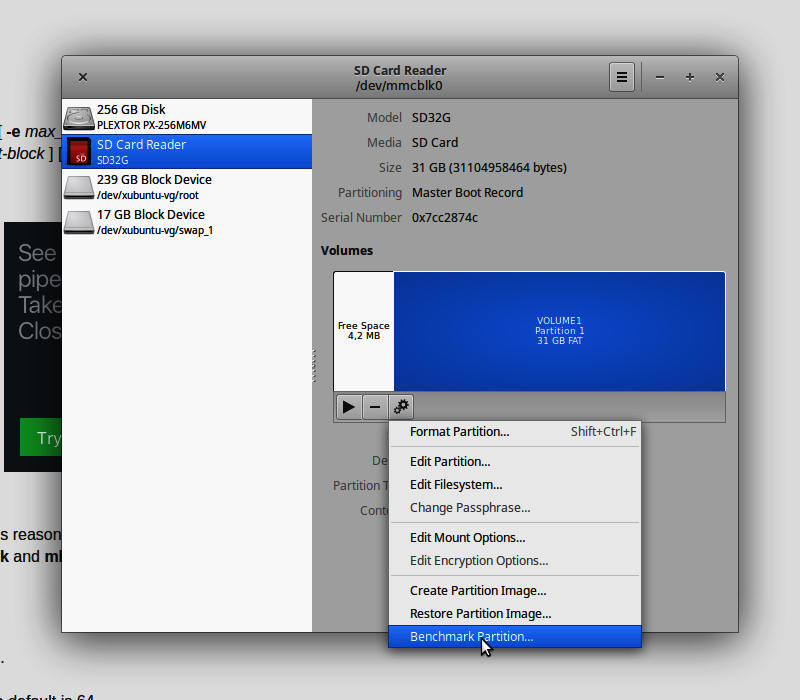 SD Card Reader
/dev/mmcblk0
256 GB Disk
PLEXTOR PX-256M6MV
SD Card Reader
SD32G
239 GB Block Device
/dev/xubuntu-vg/root
17 GB Block Device
/dev/xubuntu-vg/swap_1
Model SD32G
Media SD Card
Size 31 GB (31104958464 bytes)
Partitioning Master Boot Record
Serial Number 0x7cc2874c
Volumes
Free Space
4,2 MB
VOLUME1
Partition 1
31 GB FAT
De
Partition T
Conte
Format Partition... Shift+Ctrl+F
Edit Partition...
Edit Filesystem...
Change Passphrase...
Edit Mount Options...
Edit Encryption Options...
Create Partition Image...
Restore Partition Image...
Benchmark Partition...
[ -e max_
t-block ] [
See
pipe
Take
Clos
Try
SD
s reason
k and